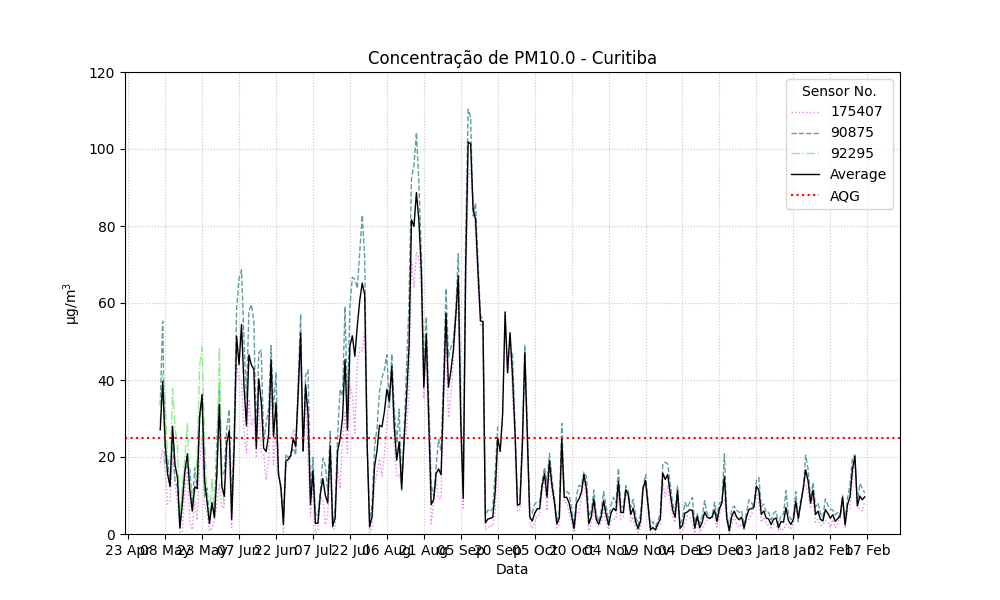 Concentração de PM10.0 - Curitiba
120
100
80
60
40
20
0
µg/m³
Sensor No.
175407
90875
92295
Average
AQG
23 Apr 08 May 23 May 07 Jun 22 Jun 07 Jul 22 Jul 06 Aug 21 Aug 05 Sep 20 Sep 05 Oct 20 Oct 04 Nov 19 Nov 04 Dec 19 Dec 03 Jan 18 Jan 02 Feb 17 Feb
Data